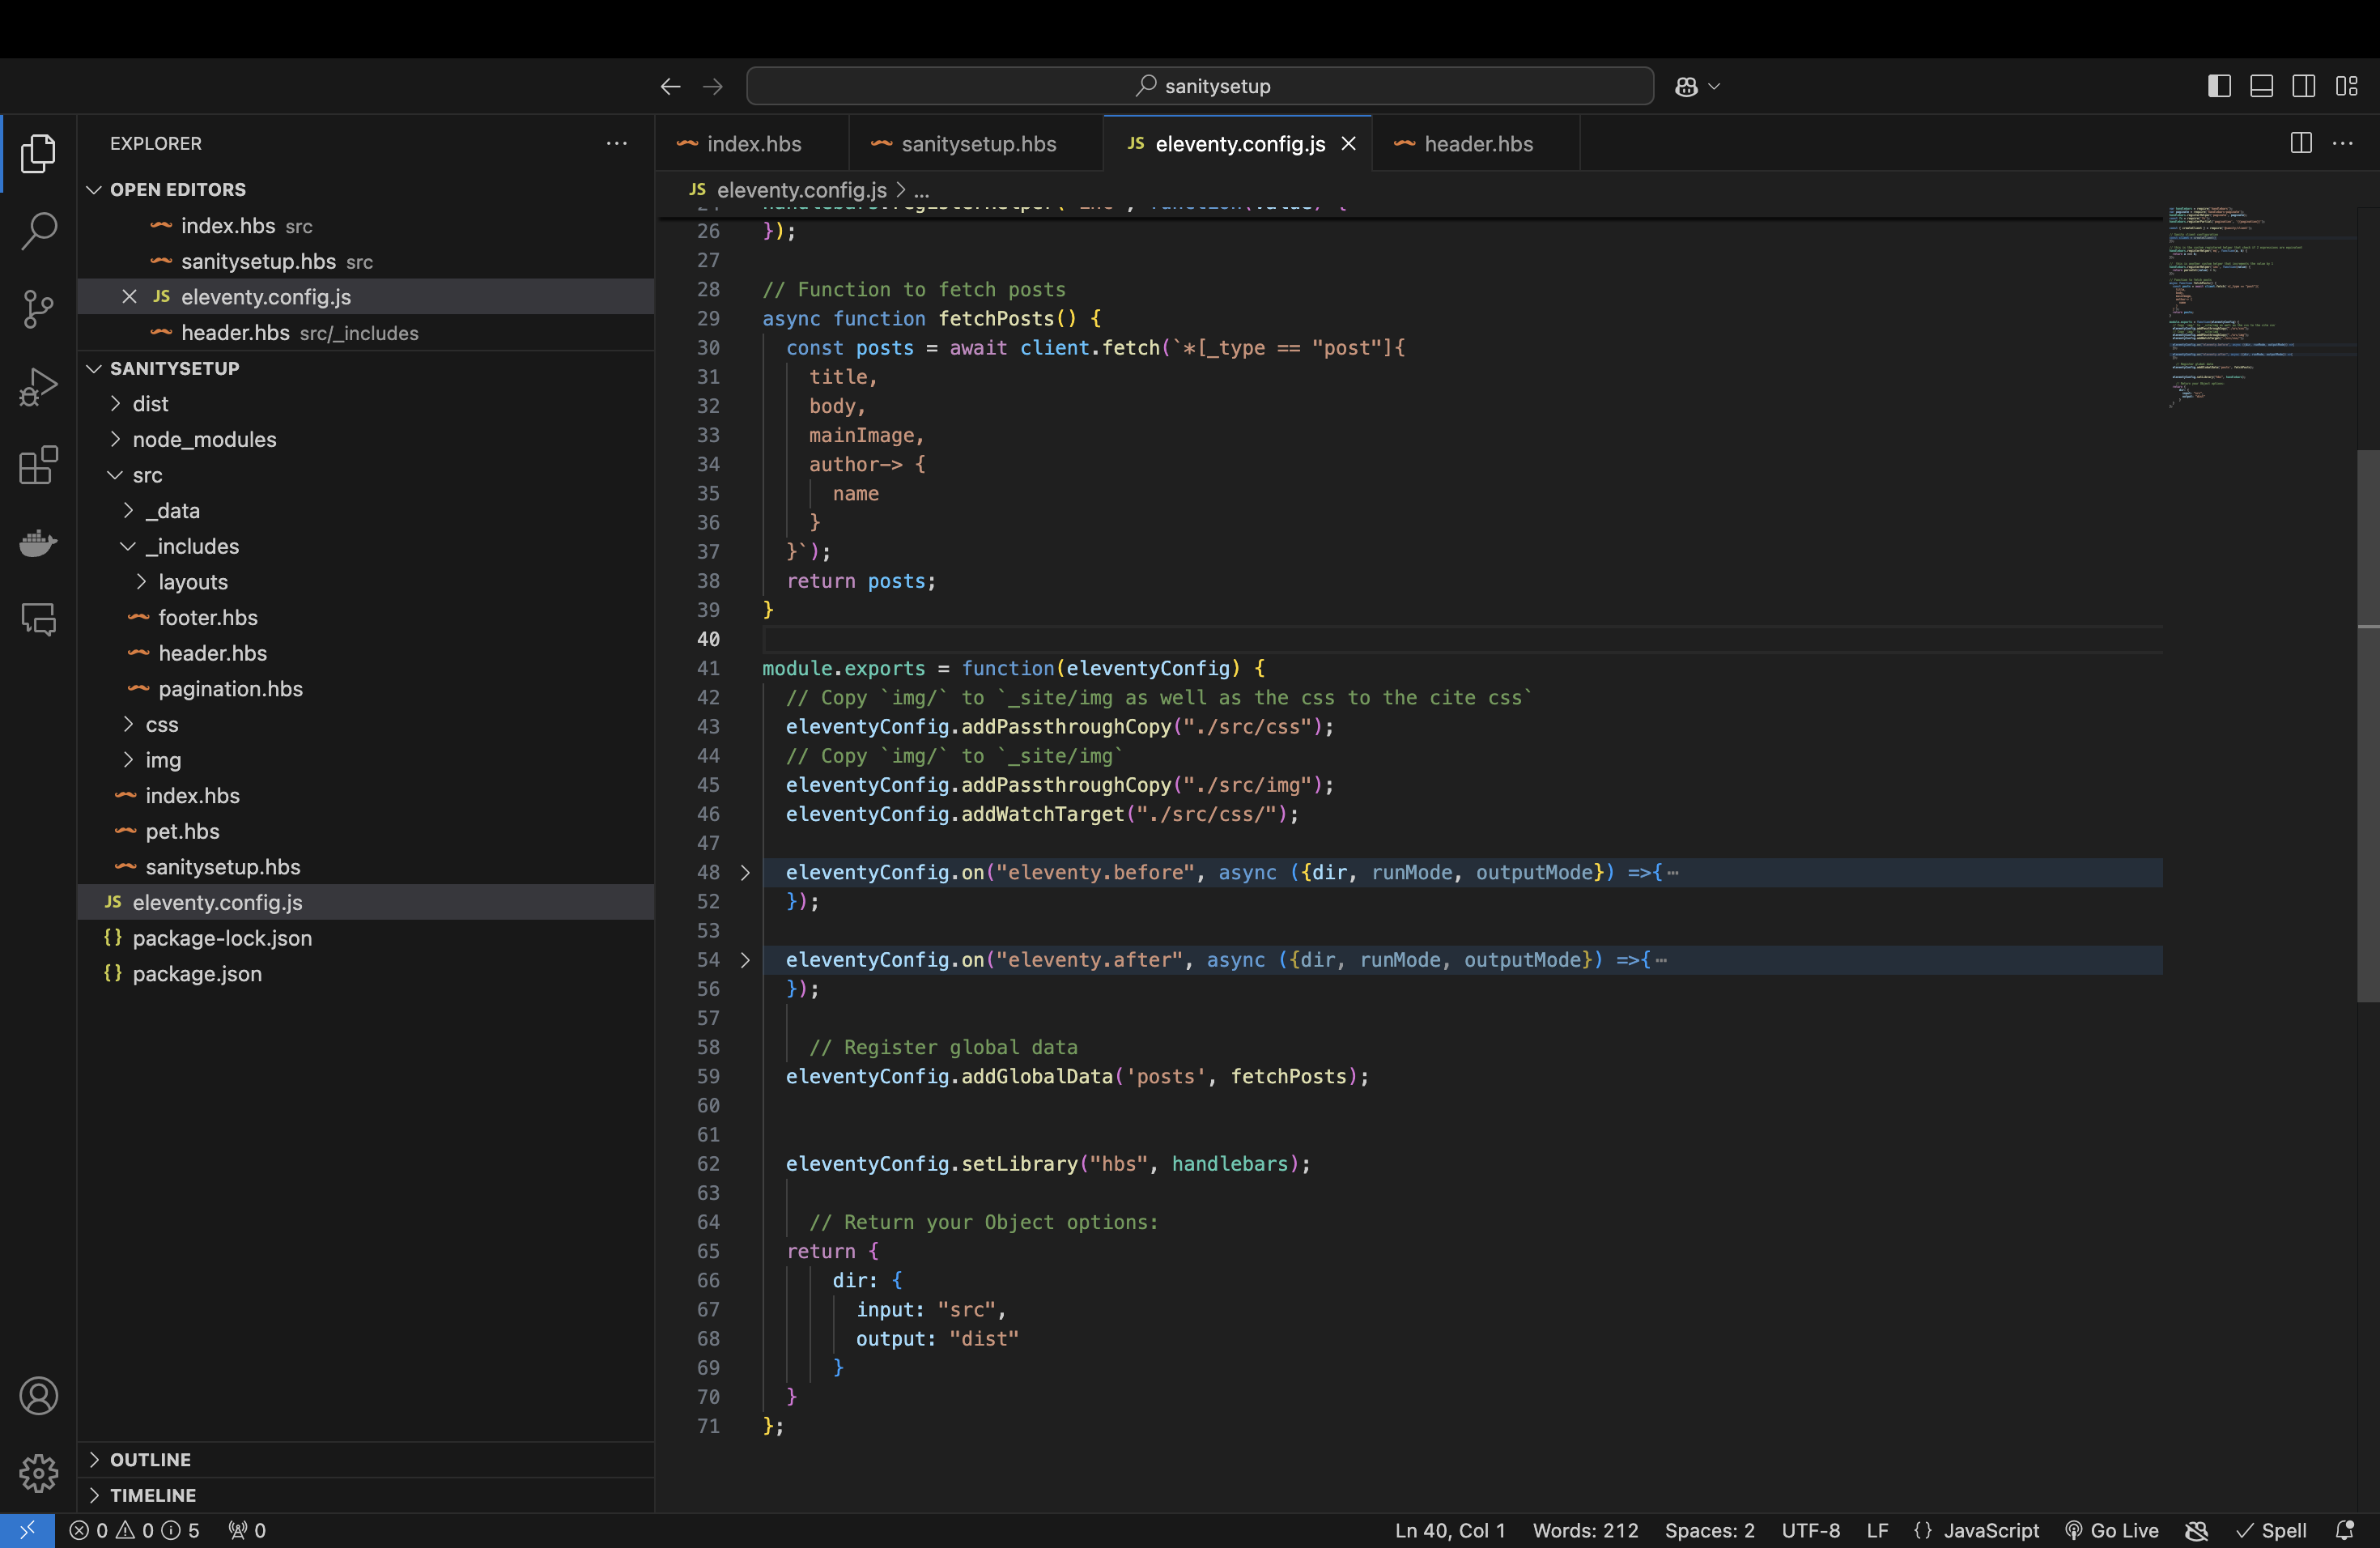 sanitysetup
EXPLORER
OPEN EDITORS
index.hbs src
sanitysetup.hbs src
JS eleventy.config.js
header.hbs src/_includes
SANITYSETUP
dist
node_modules
src
_data
_includes
layouts
footer.hbs
header.hbs
pagination.hbs
css
img
index.hbs
pet.hbs
sanitysetup.hbs
JS eleventy.config.js
{} package-lock.json
{} package.json
OUTLINE
TIMELINE
index.hbs
sanitysetup.hbs
JS eleventy.config.js
header.hbs
JS eleventy.config.js > ...
26 });
27
28 // Function to fetch posts
29 async function fetchPosts() {
30 const posts = await client.fetch(`*[_type == "post"]{
31 title,
32 body,
33 mainImage,
34 author-> {
35 name
36 }
37 }`);
38 return posts;
39 }
40
41 module.exports = function(eleventyConfig) {
42 // Copy `img/` to `_site/img as well as the css to the cite css`
43 eleventyConfig.addPassthroughCopy("./src/css");
44 // Copy `img/` to `_site/img`
45 eleventyConfig.addPassthroughCopy("./src/img");
46 eleventyConfig.addWatchTarget("./src/css/");
47
48 eleventyConfig.on("eleventy.before", async ({dir, runMode, outputMode}) =>{⋯
52 });
53
54 eleventyConfig.on("eleventy.after", async ({dir, runMode, outputMode}) =>{⋯
56 });
57
58 // Register global data
59 eleventyConfig.addGlobalData('posts', fetchPosts);
60
61
62 eleventyConfig.setLibrary("hbs", handlebars);
63
64 // Return your Object options:
65 return {
66 dir: {
67 input: "src",
68 output: "dist"
69 }
70 }
71 };
0 0 5 0
Ln 40, Col 1 Words: 212 Spaces: 2 UTF-8 LF {} JavaScript Go Live Spell